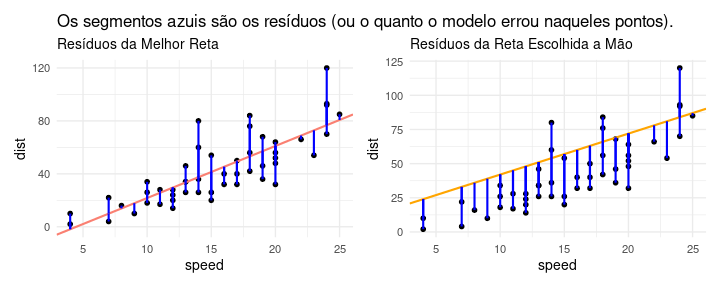 Os segmentos azuis são os resíduos (ou o quanto o modelo errou naqueles pontos).
Resíduos da Melhor Reta
120
80
40
0
dist
5 10 15 20 25
speed
Resíduos da Reta Escolhida a Mão
125
100
75
50
25
0
dist
5 10 15 20 25
speed